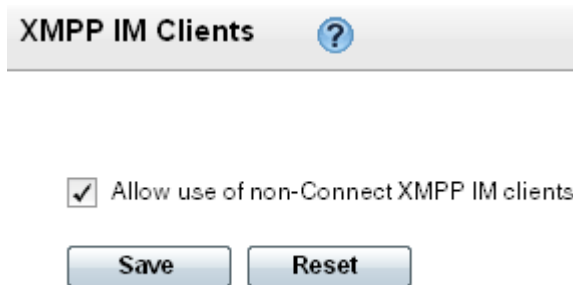 XMPP IM Clients ?
Allow use of non-Connect XMPP IM clients
Save Reset